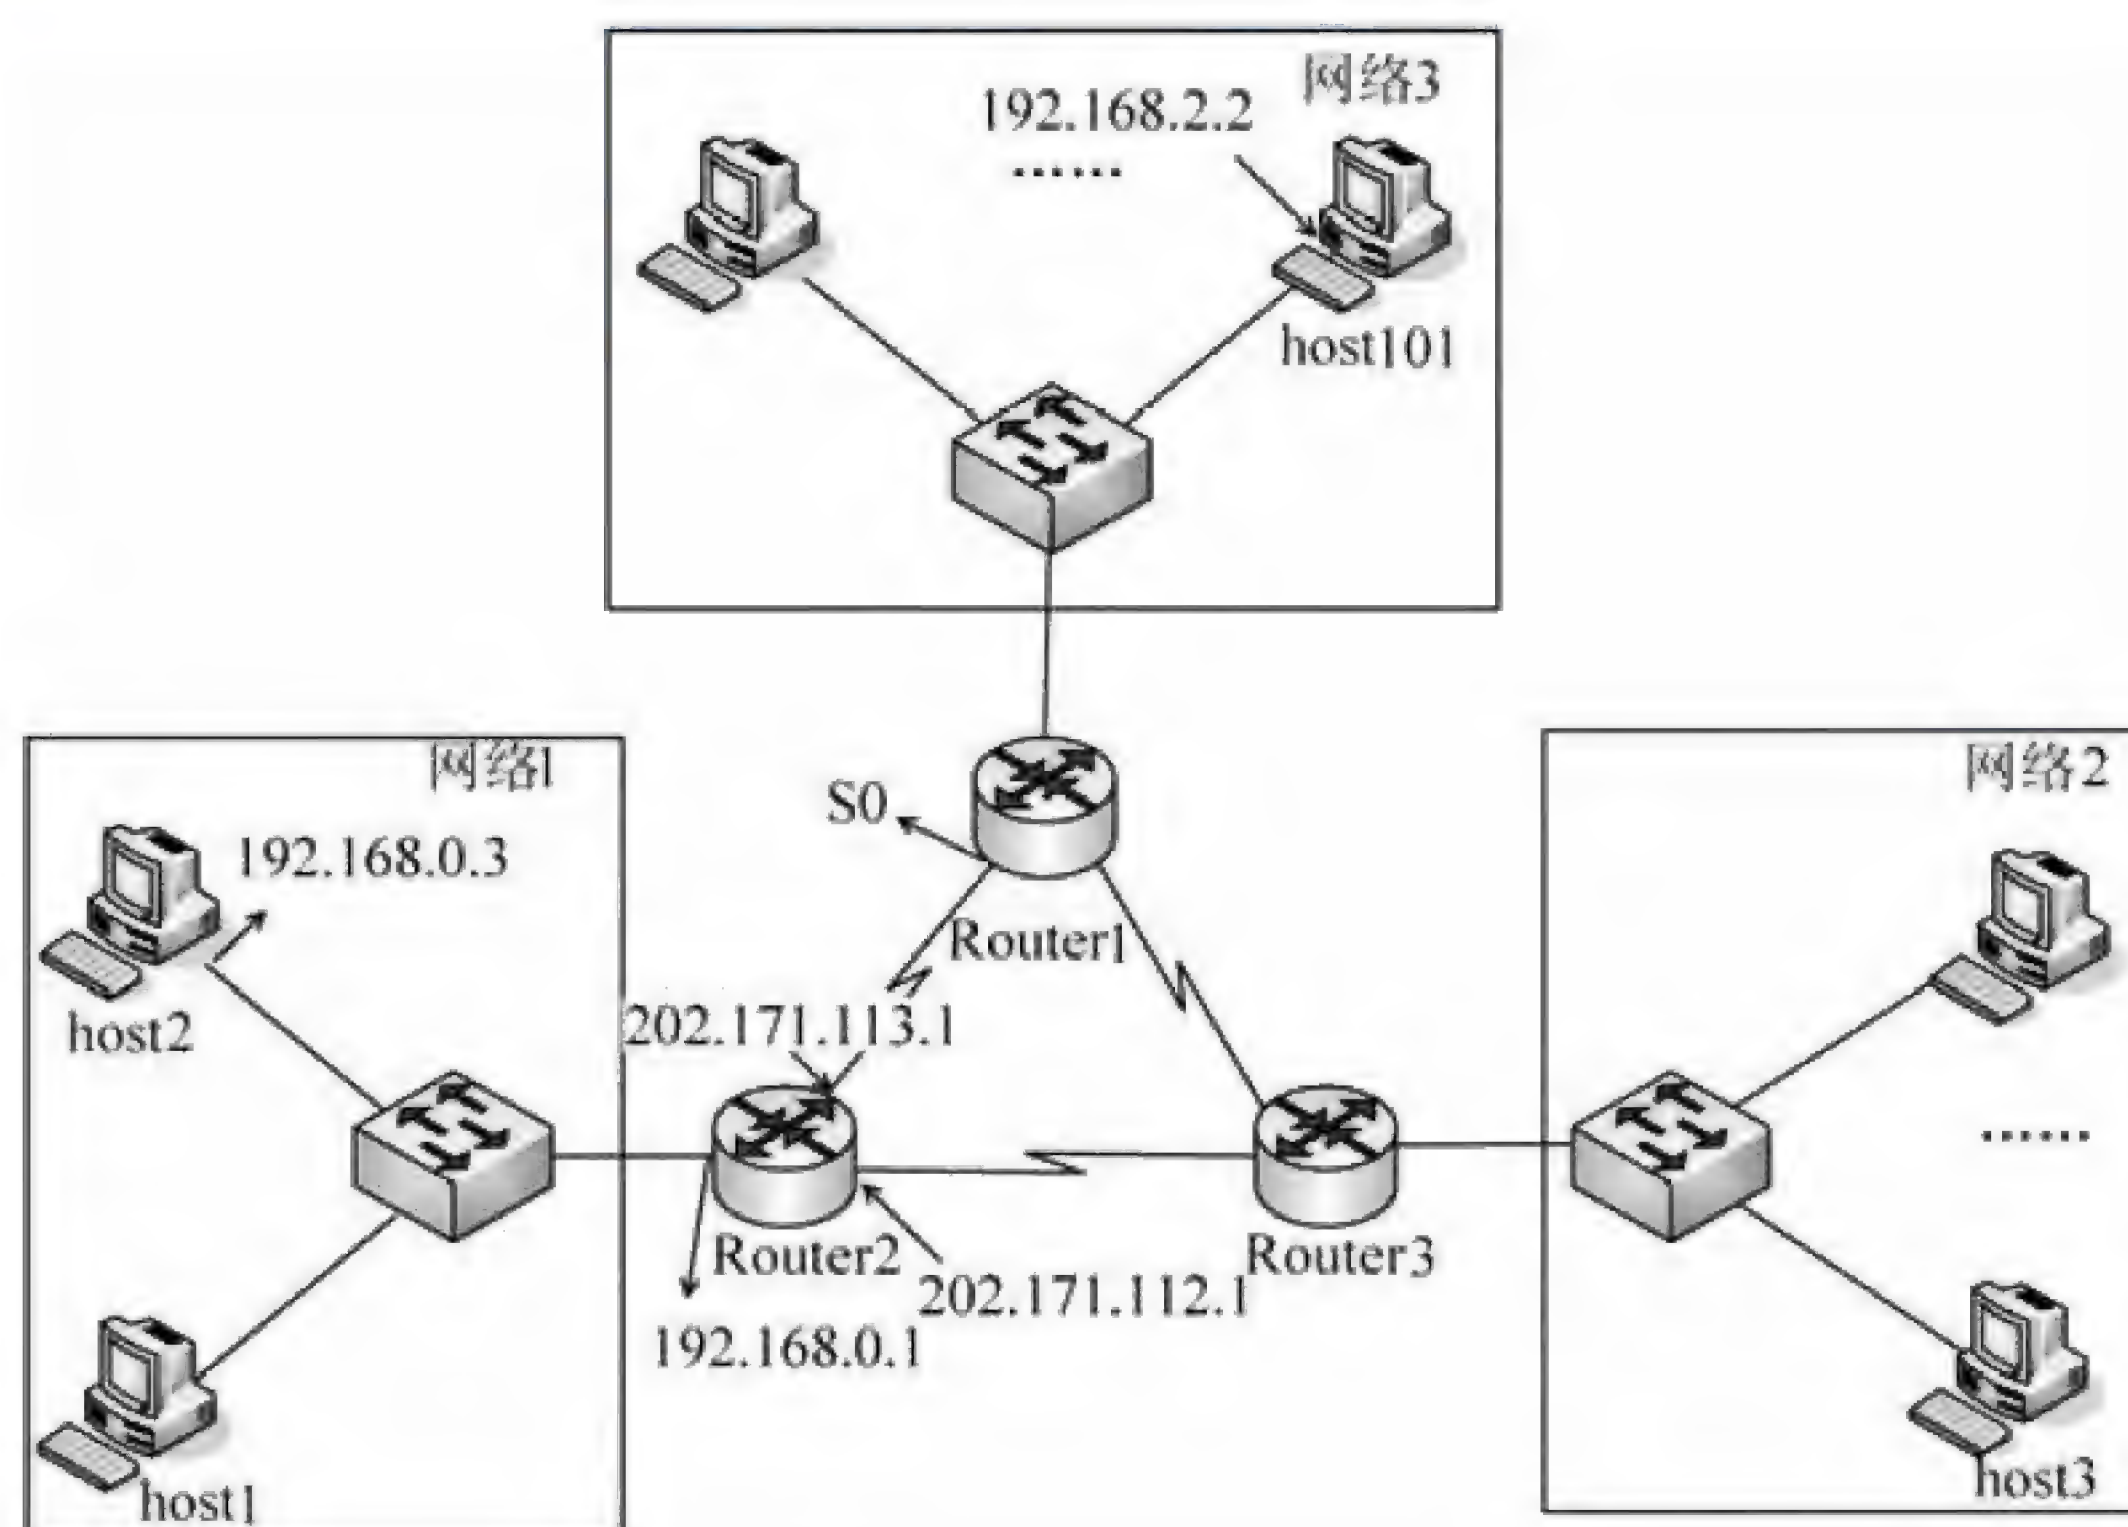 网络3
192.168.2.2
......
host101
网络1
S0
网络2
192.168.0.3
Router1
host2
202.171.113.1
......
Router2
Router3
202.171.112.1
192.168.0.1
host1
host3